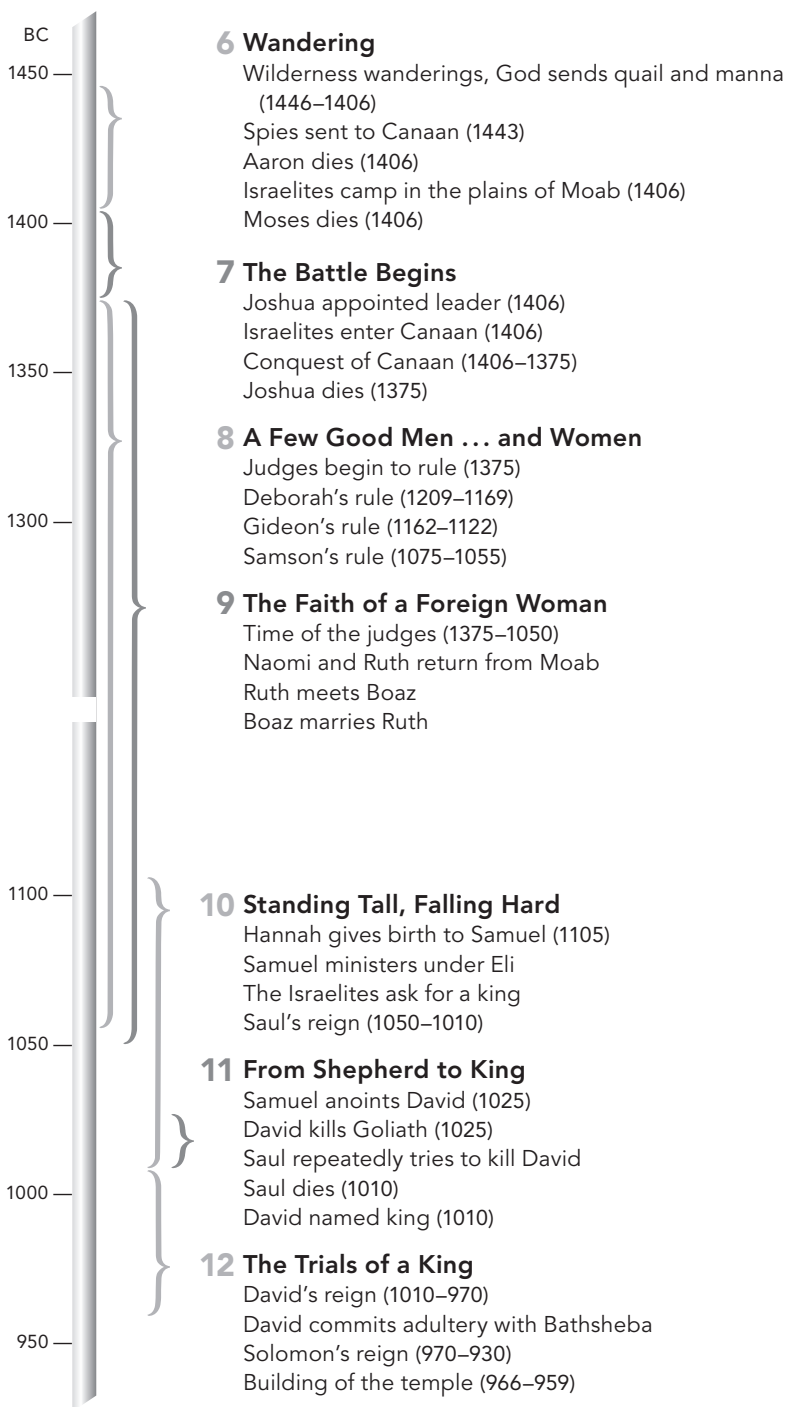 BC
1450
1400
1350
1300
1100
1050
1000
950
6 Wandering
Wilderness wanderings, God sends quail and manna
(1446–1406)
Spies sent to Canaan (1443)
Aaron dies (1406)
Israelites camp in the plains of Moab (1406)
Moses dies (1406)
7 The Battle Begins
Joshua appointed leader (1406)
Israelites enter Canaan (1406)
Conquest of Canaan (1406–1375)
Joshua dies (1375)
8 A Few Good Men … and Women
Judges begin to rule (1375)
Deborah’s rule (1209–1169)
Gideon’s rule (1162–1122)
Samson’s rule (1075–1055)
9 The Faith of a Foreign Woman
Time of the judges (1375–1050)
Naomi and Ruth return from Moab
Ruth meets Boaz
Boaz marries Ruth
10 Standing Tall, Falling Hard
Hannah gives birth to Samuel (1105)
Samuel ministers under Eli
The Israelites ask for a king
Saul’s reign (1050–1010)
11 From Shepherd to King
Samuel anoints David (1025)
David kills Goliath (1025)
Saul repeatedly tries to kill David
Saul dies (1010)
David named king (1010)
12 The Trials of a King
David’s reign (1010–970)
David commits adultery with Bathsheba
Solomon’s reign (970–930)
Building of the temple (966–959)